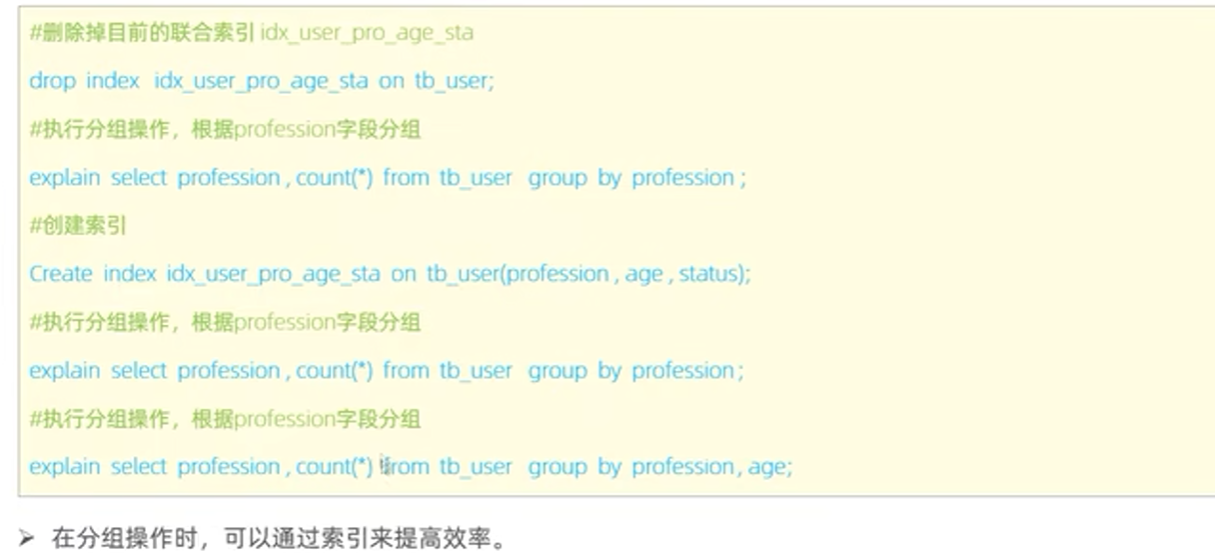 #删除掉目前的联合索引 idx_user_pro_age_sta
drop index idx_user_pro_age_sta on tb_user;
#执行分组操作，根据profession字段分组
explain select profession , count(*) from tb_user group by profession ;
#创建索引
Create index idx_user_pro_age_sta on tb_user(profession , age , status);
#执行分组操作，根据profession字段分组
explain select profession , count(*) from tb_user group by profession ;
#执行分组操作，根据profession字段分组
explain select profession , count(*) from tb_user group by profession , age;
➢ 在分组操作时，可以通过索引来提高效率。